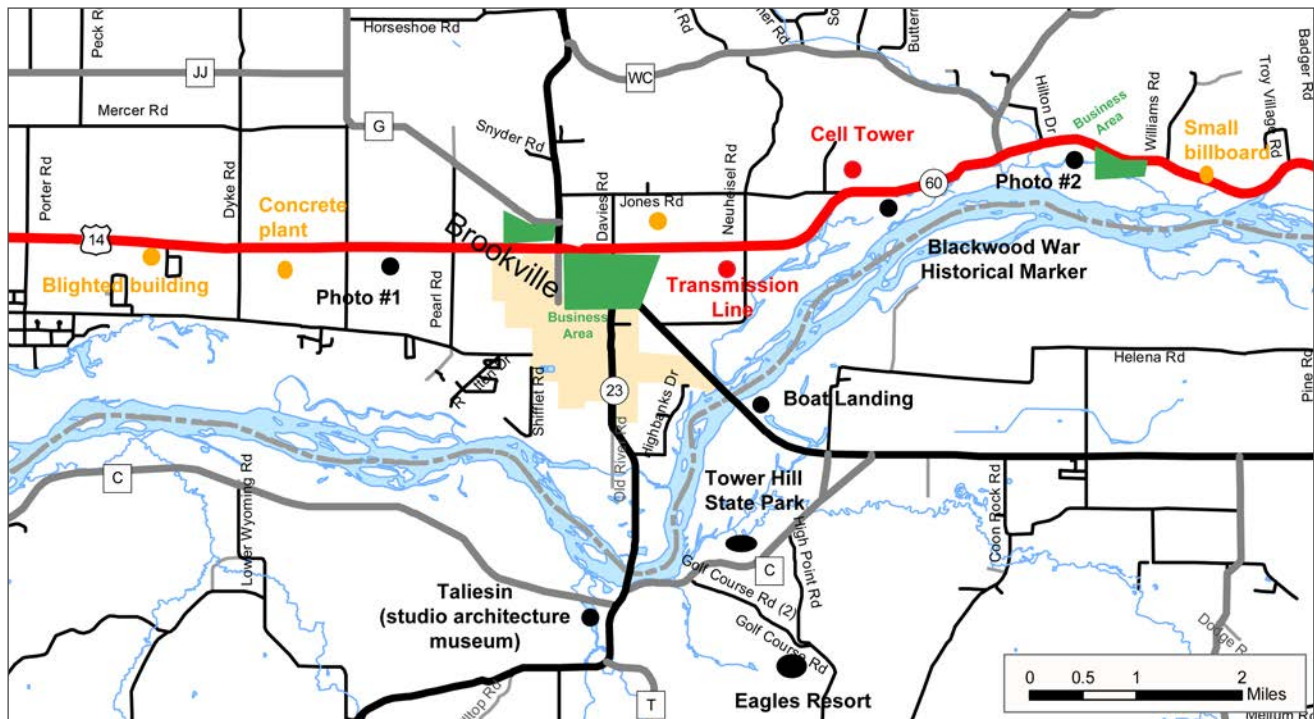 Peck Rd
Horseshoe Rd
JJ
WC
Mercer Rd
G
Snyder Rd
Hilton Dr
Business
Area
Williams Rd
Troy Village Rd
Badger Rd
Cell Tower
Small
billboard
Porter Rd
Dyke Rd
Concrete
plant
Davies Rd
Jones Rd
Neuheisel Rd
60
Photo #2
14
Brookville
Blackwood War
Historical Marker
Blighted building
Photo #1
Pearl Rd
Transmission
Line
Business
Area
Helena Rd
Pine Rd
23
Shifflet Rd
Highbanks Dr
Boat Landing
Old River Rd
C
Lower Wyoming Rd
Tower Hill
State Park
Coon Rock Rd
High Point Rd
C
Golf Course Rd (2)
Taliesin
(studio architecture
museum)
Golf Course Rd
Eagles Resort
T
0 0.5 1 2
Miles